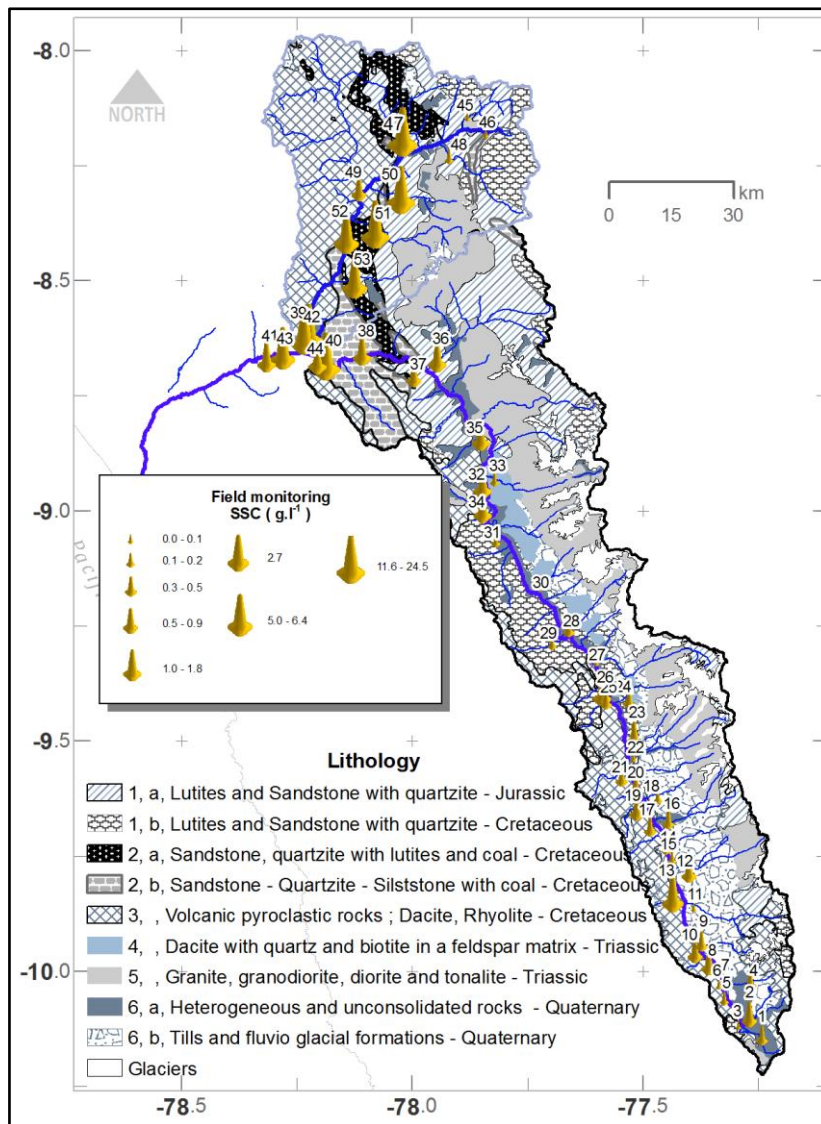 -8.0
NORTH
47
45
46
48
50
49
km
0 15 30
51
52
-8.5
53
39
42
41
43
38
36
44
40
37
35
33
32
34
-9.0
31
Field monitoring
SSC ( g.l⁻¹ )
0.0 - 0.1
0.1 - 0.2
0.3 - 0.5
0.5 - 0.9
1.0 - 1.8
2.7
5.0 - 6.4
11.6 - 24.5
Pacif
30
28
29
27
26
25
24
23
-9.5
22
21
20
18
19
17
16
15
12
13
11
9
10
8
7
-10.0
5
4
2
3
1
Lithology
1, a, Lutites and Sandstone with quartzite - Jurassic
1, b, Lutites and Sandstone with quartzite - Cretaceous
2, a, Sandstone, quartzite with lutites and coal - Cretaceous
2, b, Sandstone - Quartzite - Silststone with coal - Cretaceous
3, , Volcanic pyroclastic rocks ; Dacite, Rhyolite - Cretaceous
4, , Dacite with quartz and biotite in a feldspar matrix - Triassic
5, , Granite, granodiorite, diorite and tonalite - Triassic
6, a, Heterogeneous and unconsolidated rocks - Quaternary
6, b, Tills and fluvio glacial formations - Quaternary
Glaciers
-78.5 -78.0 -77.5